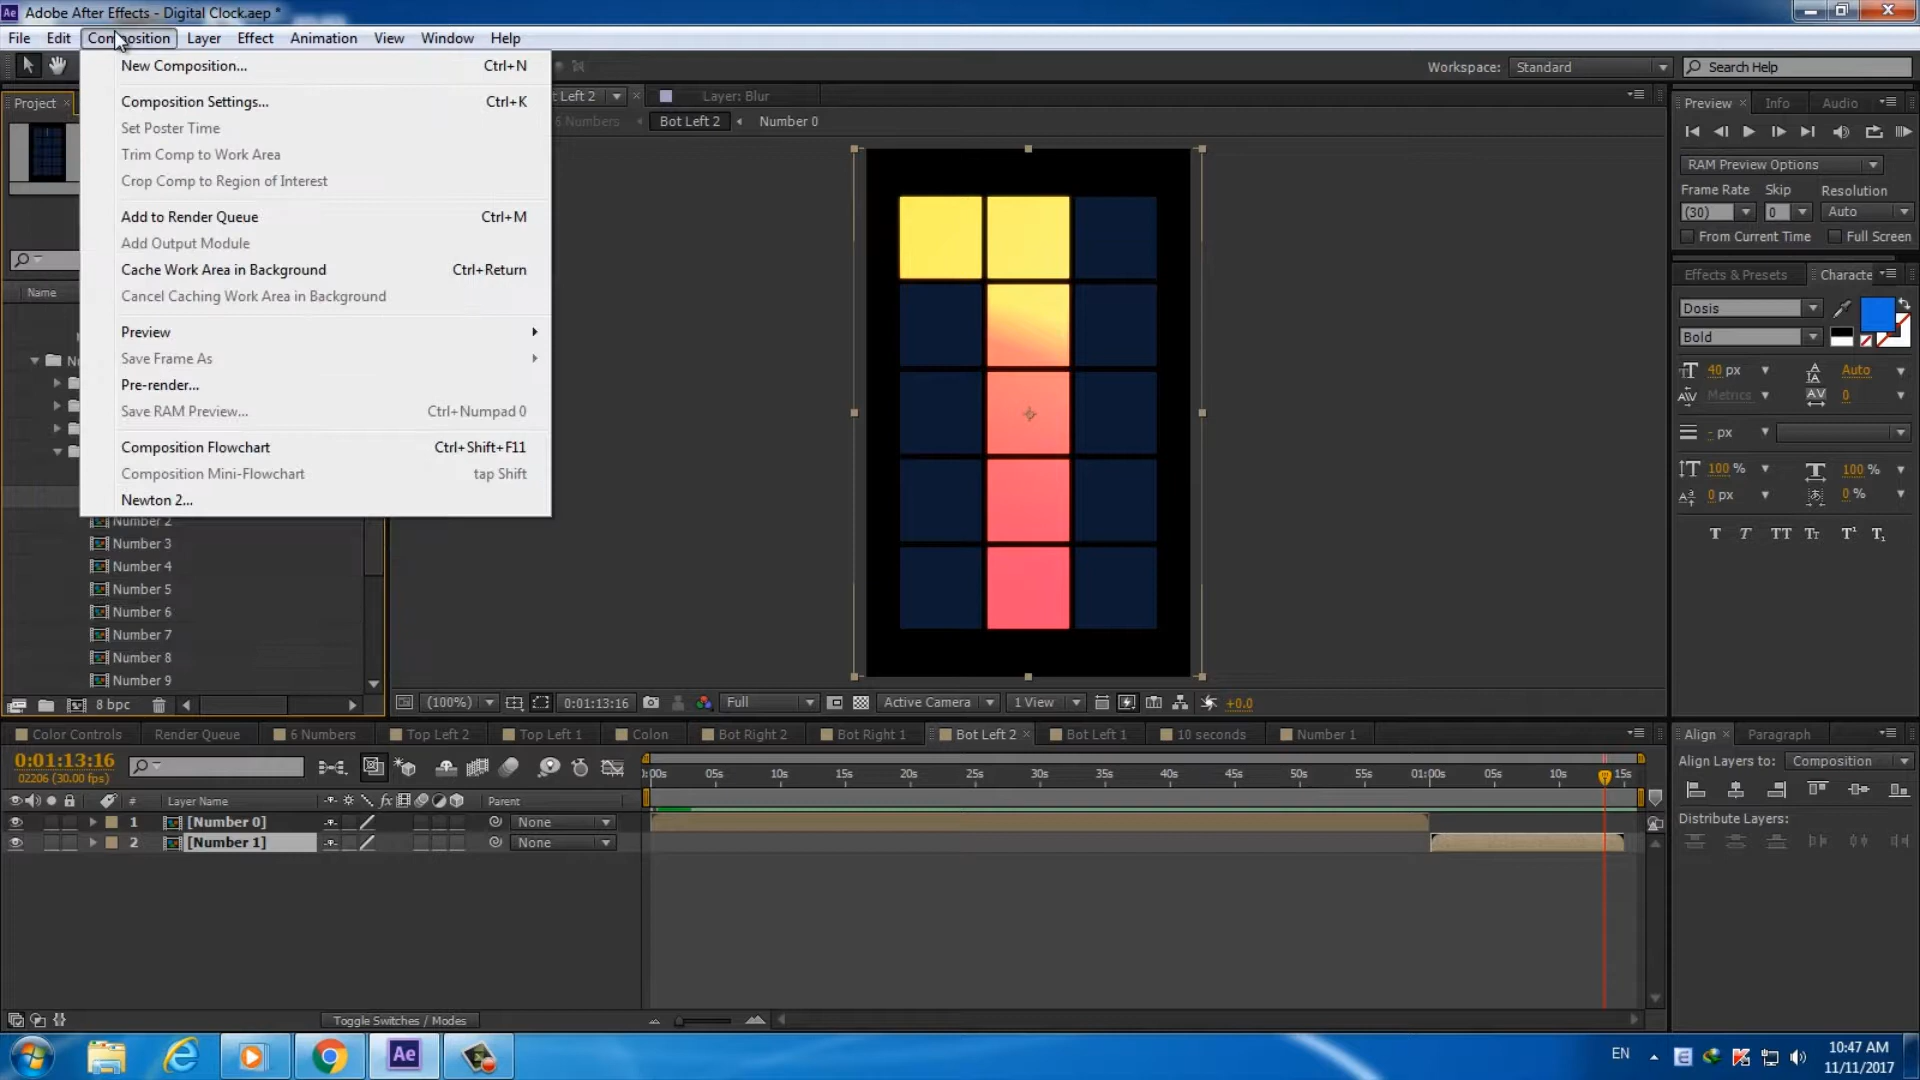 Adobe After Effects - Digital Clock.aep *
File Edit Composition Layer Effect Animation View Window Help
New Composition... Ctrl+N
Composition Settings... Ctrl+K
Set Poster Time
Trim Comp to Work Area
Crop Comp to Region of Interest
Add to Render Queue Ctrl+M
Add Output Module
Cache Work Area in Background Ctrl+Return
Cancel Caching Work Area in Background
Preview
Save Frame As
Pre-render...
Save RAM Preview... Ctrl+Numpad 0
Composition Flowchart Ctrl+Shift+F11
Composition Mini-Flowchart tap Shift
Newton 2...
Workspace: Standard Search Help
Project
Name
Number 2
Number 3
Number 4
Number 5
Number 6
Number 7
Number 8
Number 9
8 bpc
Left 2 Layer: Blur
6 Numbers Bot Left 2 Number 0
(100%) 0:01:13:16 Full Active Camera 1 View +0.0
Preview Info Audio
RAM Preview Options
Frame Rate Skip Resolution
(30) 0 Auto
From Current Time Full Screen
Effects & Presets Characte
Dosis
Bold
40 px Auto
Metrics 0
- px
100 % 100 %
0 px 0 %
T T TT Tт T¹ T₁
Color Controls Render Queue 6 Numbers Top Left 2 Top Left 1 Colon Bot Right 2 Bot Right 1 Bot Left 2 Bot Left 1 10 seconds Number 1
0:01:13:16
02206 (30.00 fps)
:00s 05s 10s 15s 20s 25s 30s 35s 40s 45s 50s 55s 01:00s 05s 10s 15s
# Layer Name Parent
1 [Number 0] None
2 [Number 1] None
Toggle Switches / Modes
Align Paragraph
Align Layers to: Composition
Distribute Layers:
Ae
EN
10:47 AM
11/11/2017